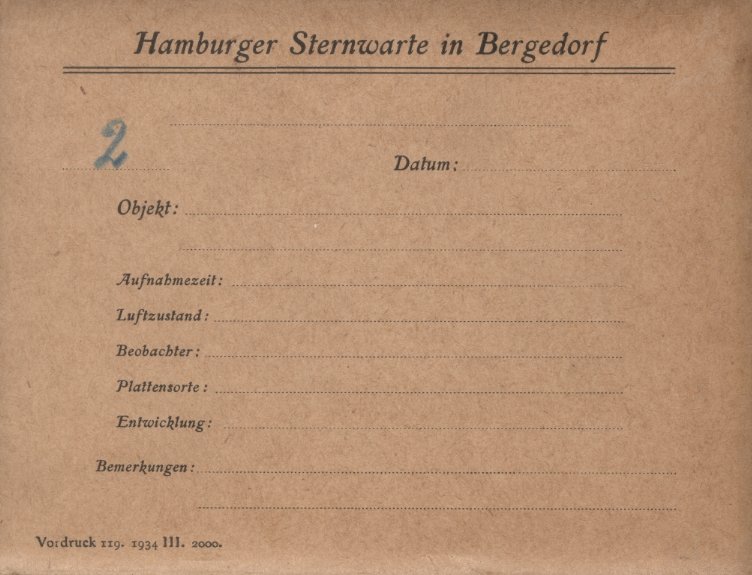 Hamburger Sternwarte in Bergedorf
2
Datum:
Objekt:
Aufnahmezeit:
Luftzustand:
Beobachter:
Plattensorte:
Entwicklung:
Bemerkungen:
Vordruck 119. 1934 III. 2000.